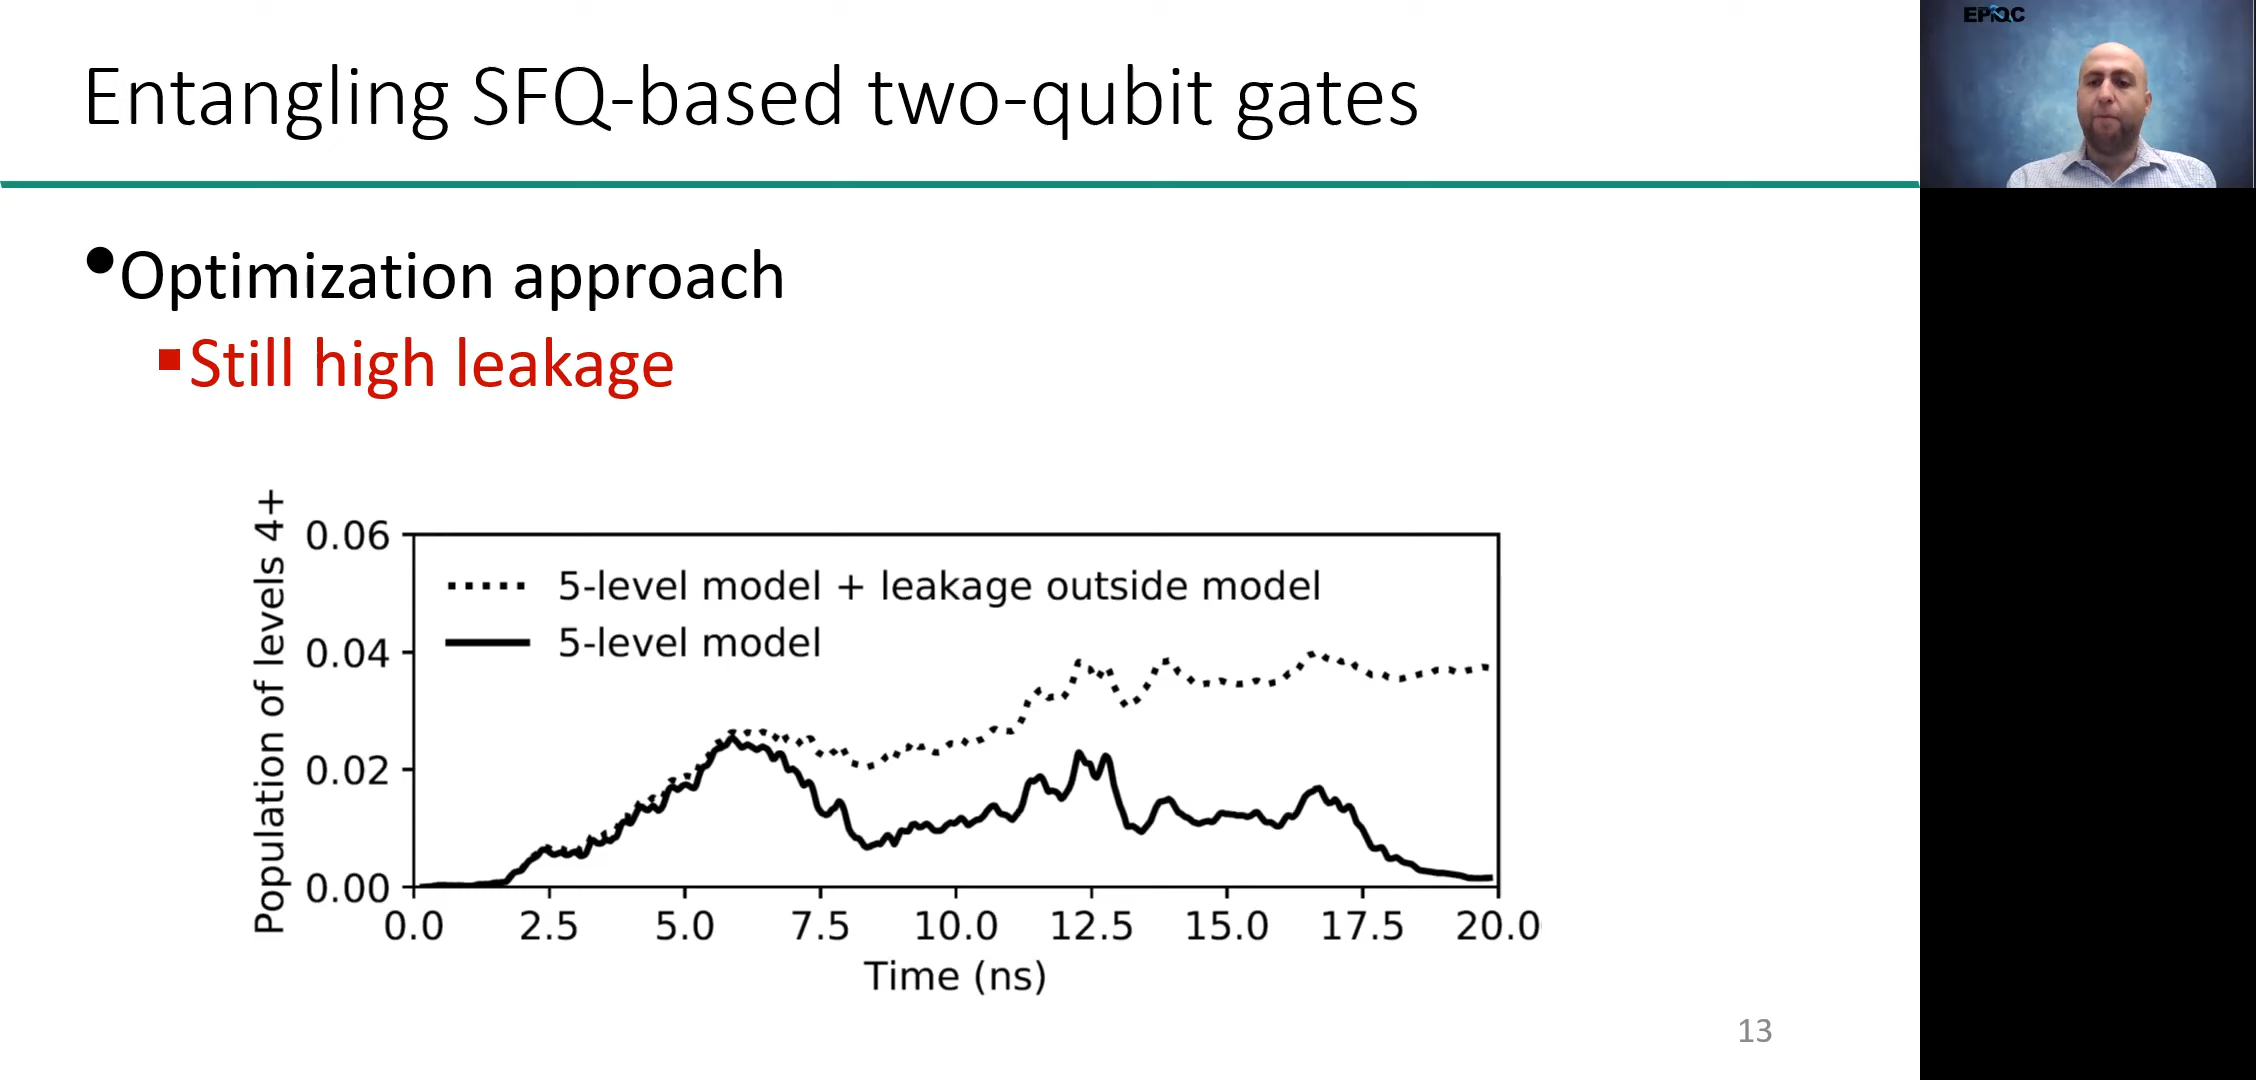 Entangling SFQ-based two-qubit gates
EPiQC
•Optimization approach
▪Still high leakage
Population of levels 4+
0.06
0.04
0.02
0.00
5-level model + leakage outside model
5-level model
0.0 2.5 5.0 7.5 10.0 12.5 15.0 17.5 20.0
Time (ns)
13